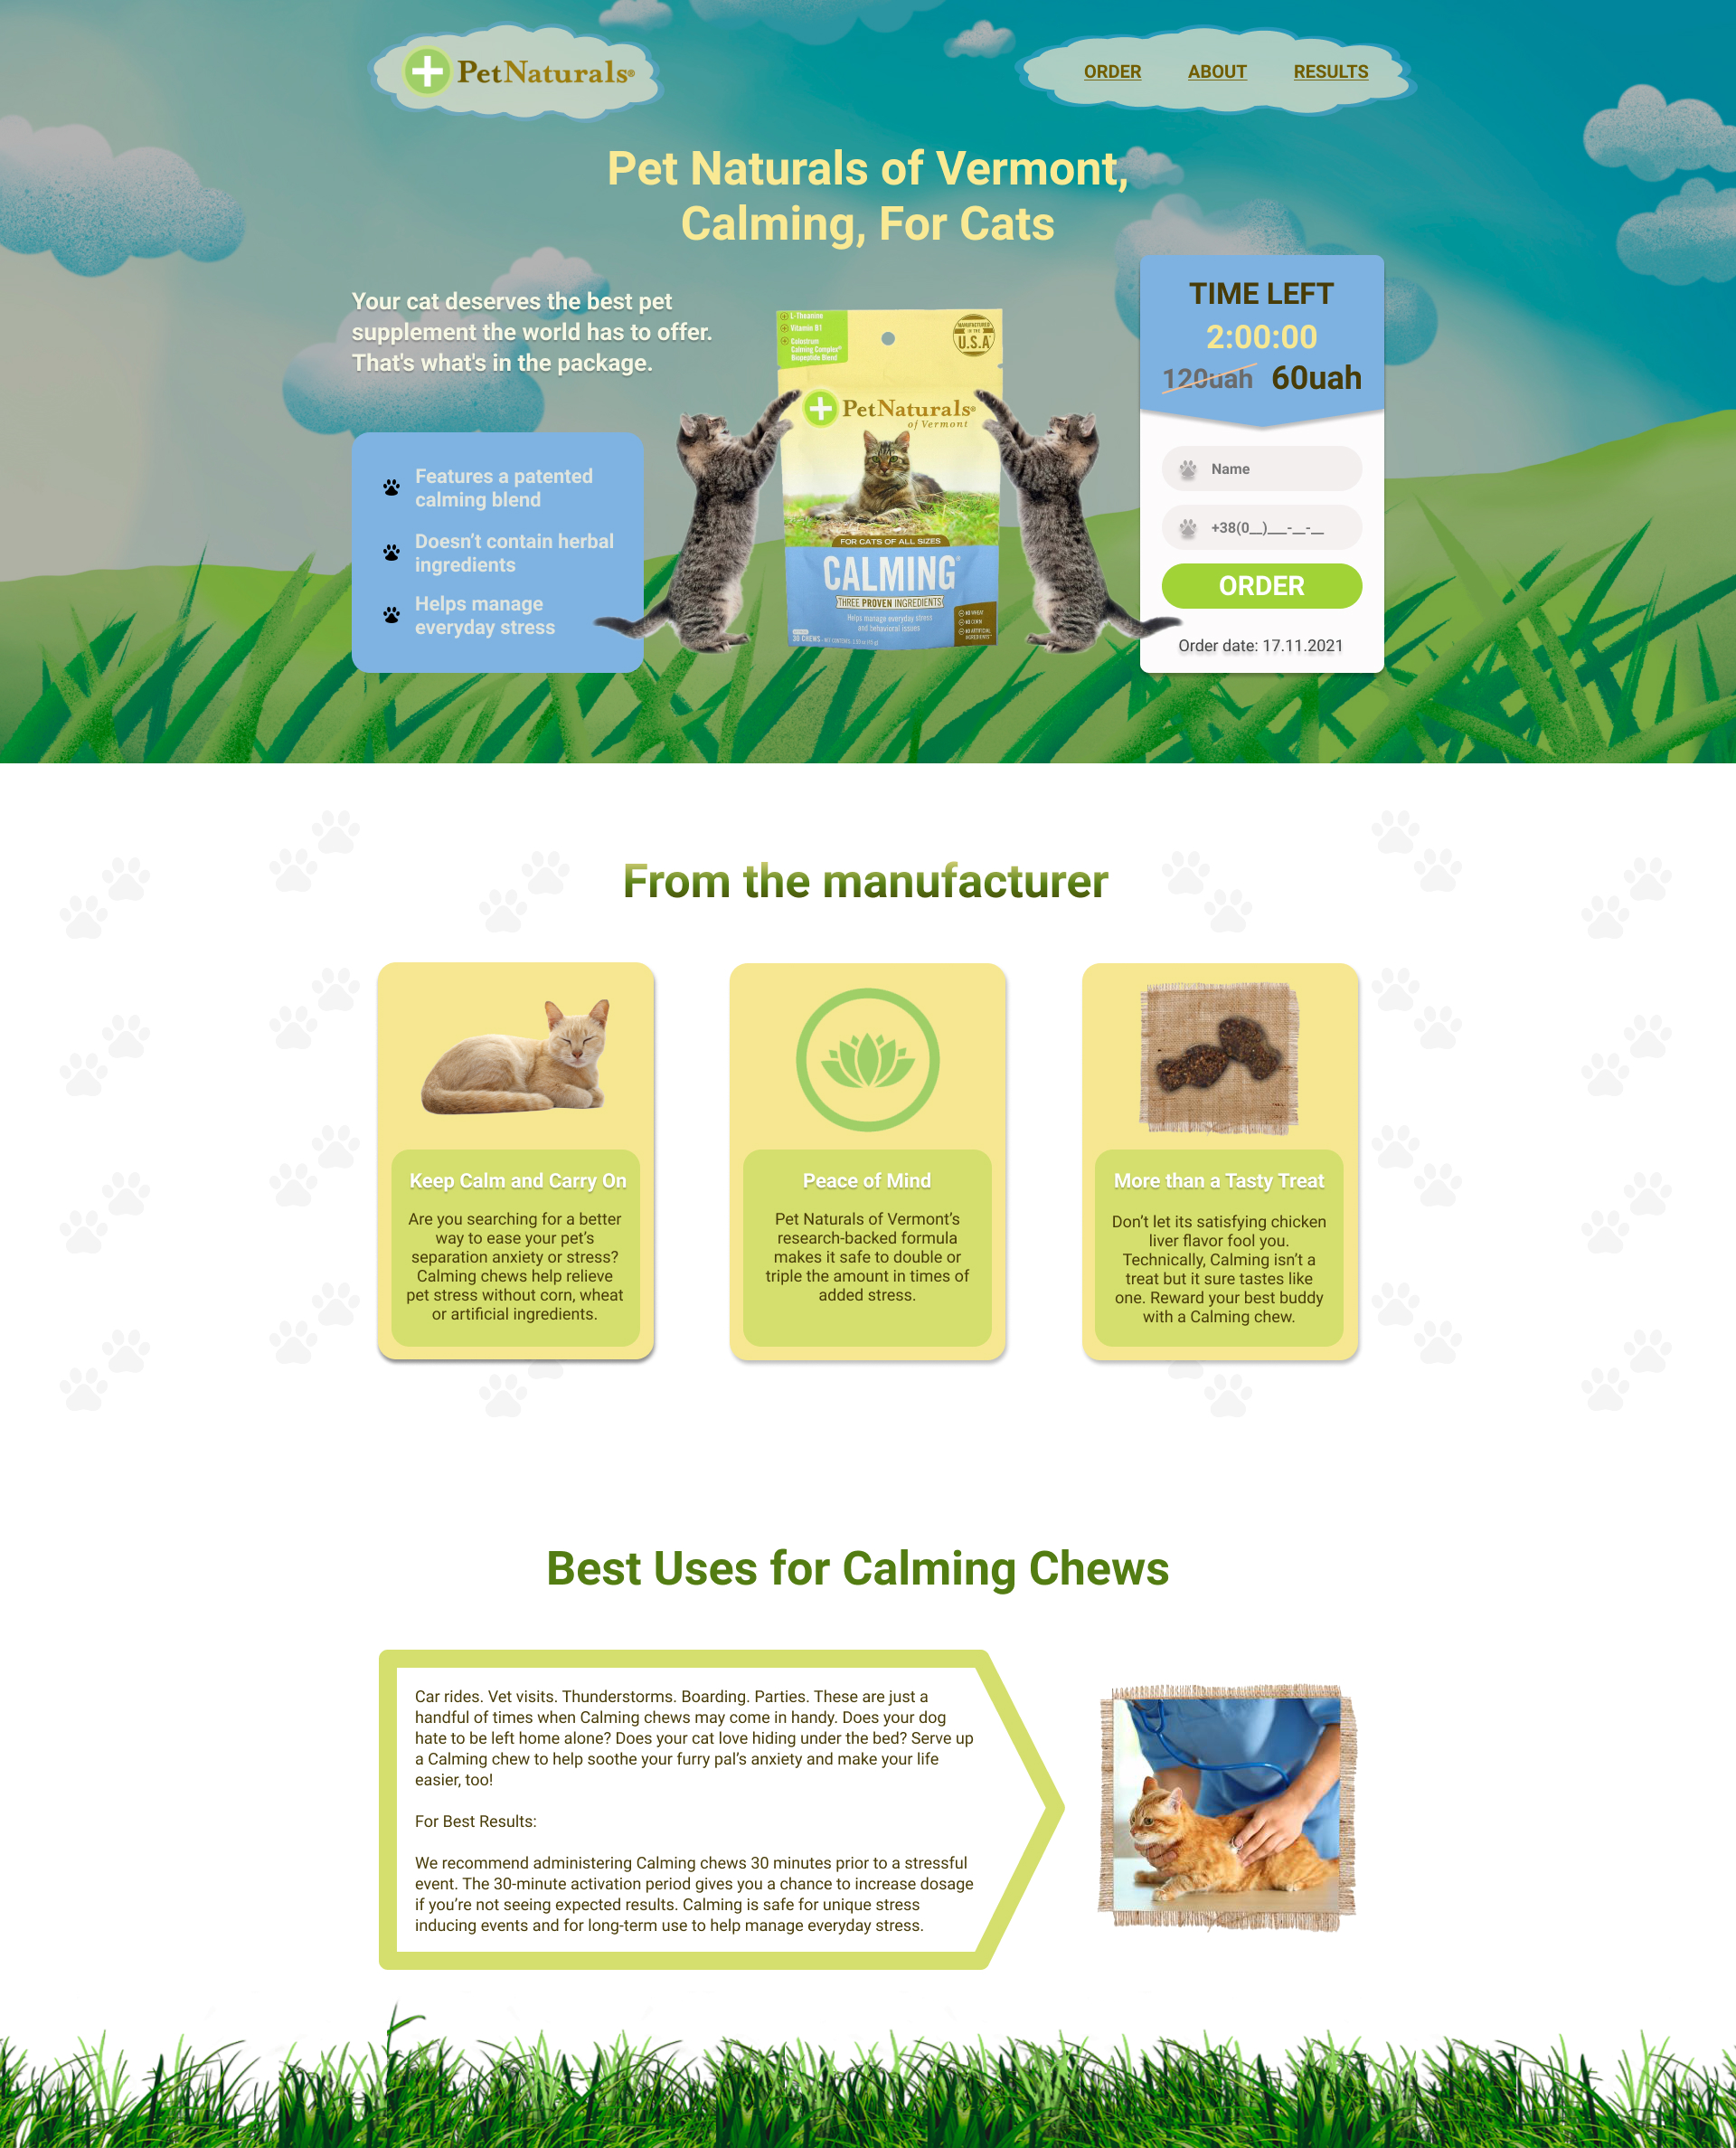 PetNaturals®
ORDER ABOUT RESULTS
Pet Naturals of Vermont,
Calming, For Cats
Your cat deserves the best pet
supplement the world has to offer.
That's what's in the package.
Features a patented
calming blend
Doesn’t contain herbal
ingredients
Helps manage
everyday stress
L-Theanine
Vitamin B1
Colostrum
Calming Complex®
Biopeptide Blend
MANUFACTURED
IN THE
U.S.A
PetNaturals®
of Vermont
FOR CATS OF ALL SIZES
CALMING®
THREE PROVEN INGREDIENTS
Helps manage everyday stress
and behavioral issues
NO WHEAT
NO CORN
NO ARTIFICIAL
INGREDIENTS
30 CHEWS
TIME LEFT
2:00:00
120uah 60uah
Name
+38(0__)___-__-__
ORDER
Order date: 17.11.2021
From the manufacturer
Keep Calm and Carry On
Are you searching for a better
way to ease your pet’s
separation anxiety or stress?
Calming chews help relieve
pet stress without corn, wheat
or artificial ingredients.
Peace of Mind
Pet Naturals of Vermont’s
research-backed formula
makes it safe to double or
triple the amount in times of
added stress.
More than a Tasty Treat
Don’t let its satisfying chicken
liver flavor fool you.
Technically, Calming isn’t a
treat but it sure tastes like
one. Reward your best buddy
with a Calming chew.
Best Uses for Calming Chews
Car rides. Vet visits. Thunderstorms. Boarding. Parties. These are just a
handful of times when Calming chews may come in handy. Does your dog
hate to be left home alone? Does your cat love hiding under the bed? Serve up
a Calming chew to help soothe your furry pal’s anxiety and make your life
easier, too!
For Best Results:
We recommend administering Calming chews 30 minutes prior to a stressful
event. The 30-minute activation period gives you a chance to increase dosage
if you’re not seeing expected results. Calming is safe for unique stress
inducing events and for long-term use to help manage everyday stress.